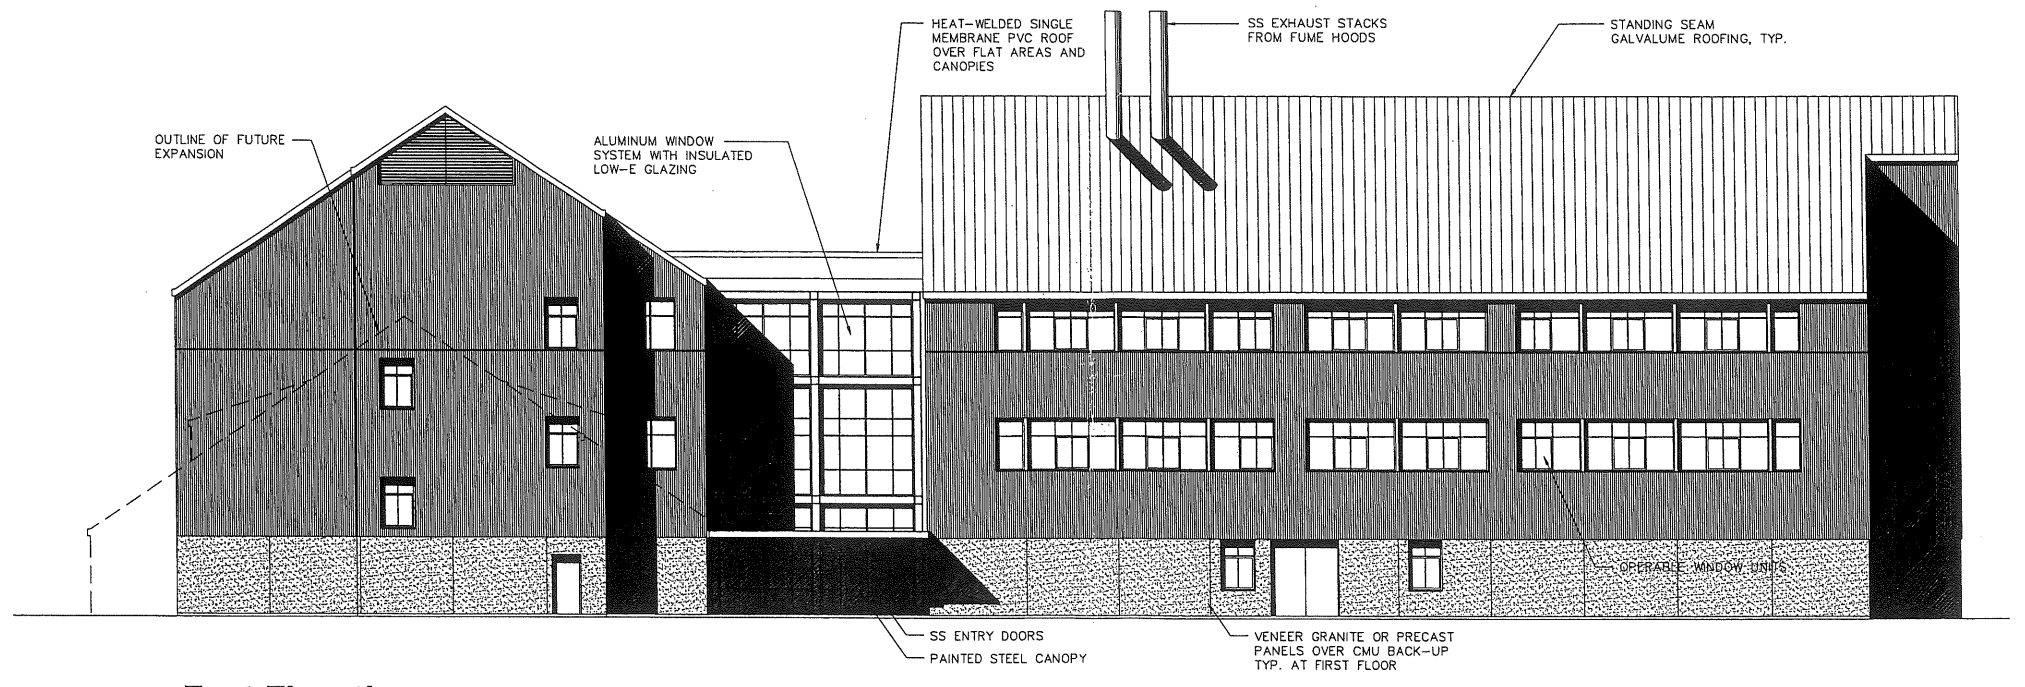 HEAT-WELDED SINGLE
MEMBRANE PVC ROOF
OVER FLAT AREAS AND
CANOPIES
SS EXHAUST STACKS
FROM FUME HOODS
STANDING SEAM
GALVALUME ROOFING, TYP.
OUTLINE OF FUTURE
EXPANSION
ALUMINUM WINDOW
SYSTEM WITH INSULATED
LOW-E GLAZING
OPERABLE WINDOW UNITS
SS ENTRY DOORS
PAINTED STEEL CANOPY
VENEER GRANITE OR PRECAST
PANELS OVER CMU BACK-UP
TYP. AT FIRST FLOOR